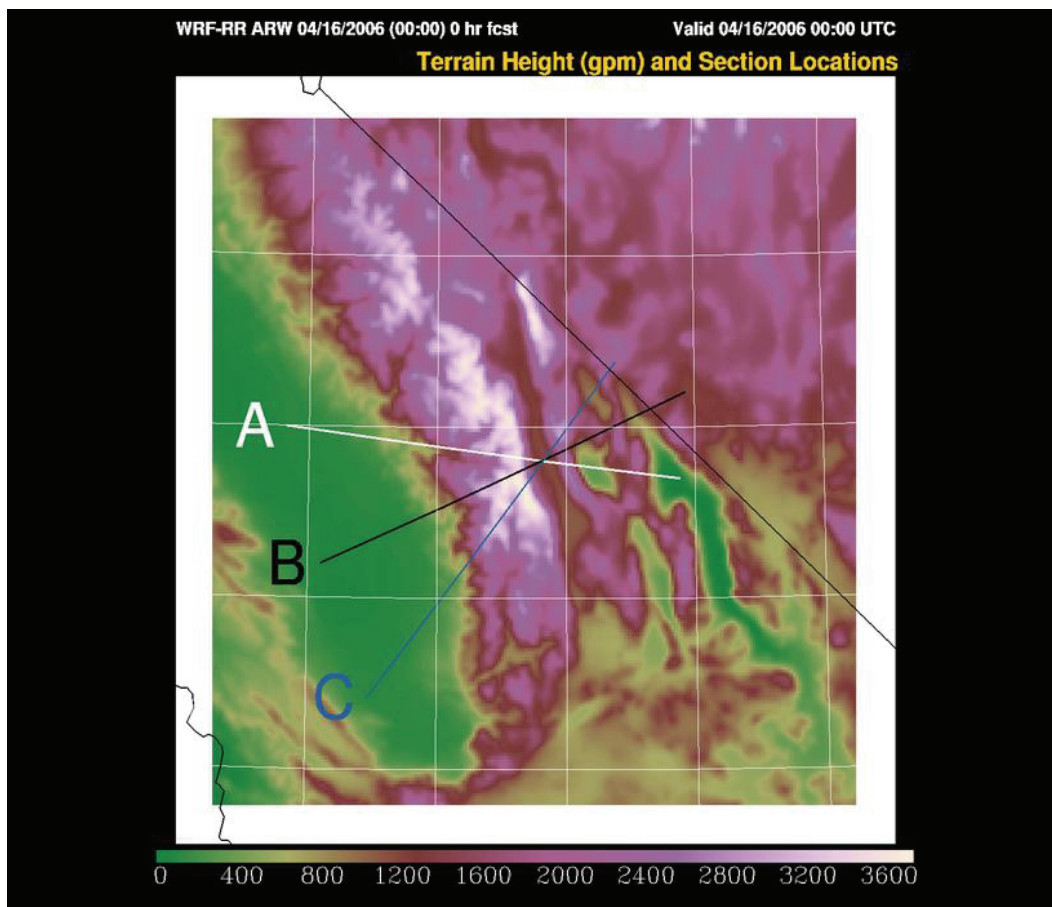 WRF-RR ARW 04/16/2006 (00:00) 0 hr fcst Valid 04/16/2006 00:00 UTC
Terrain Height (gpm) and Section Locations
A
B
C
0 400 800 1200 1600 2000 2400 2800 3200 3600